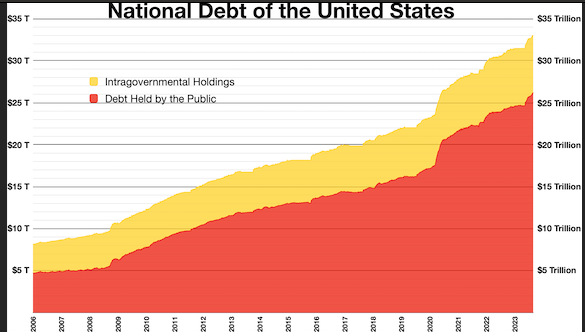 National Debt of the United States
$35 T
$35 Trillion
$30 T
$30 Trillion
$25 T
$25 Trillion
$20 T
$20 Trillion
$15 T
$15 Trillion
$10 T
$10 Trillion
$5 T
$5 Trillion
Intragovernmental Holdings
Debt Held by the Public
2006
2007
2008
2009
2010
2011
2012
2013
2014
2015
2016
2017
2018
2019
2020
2021
2022
2023